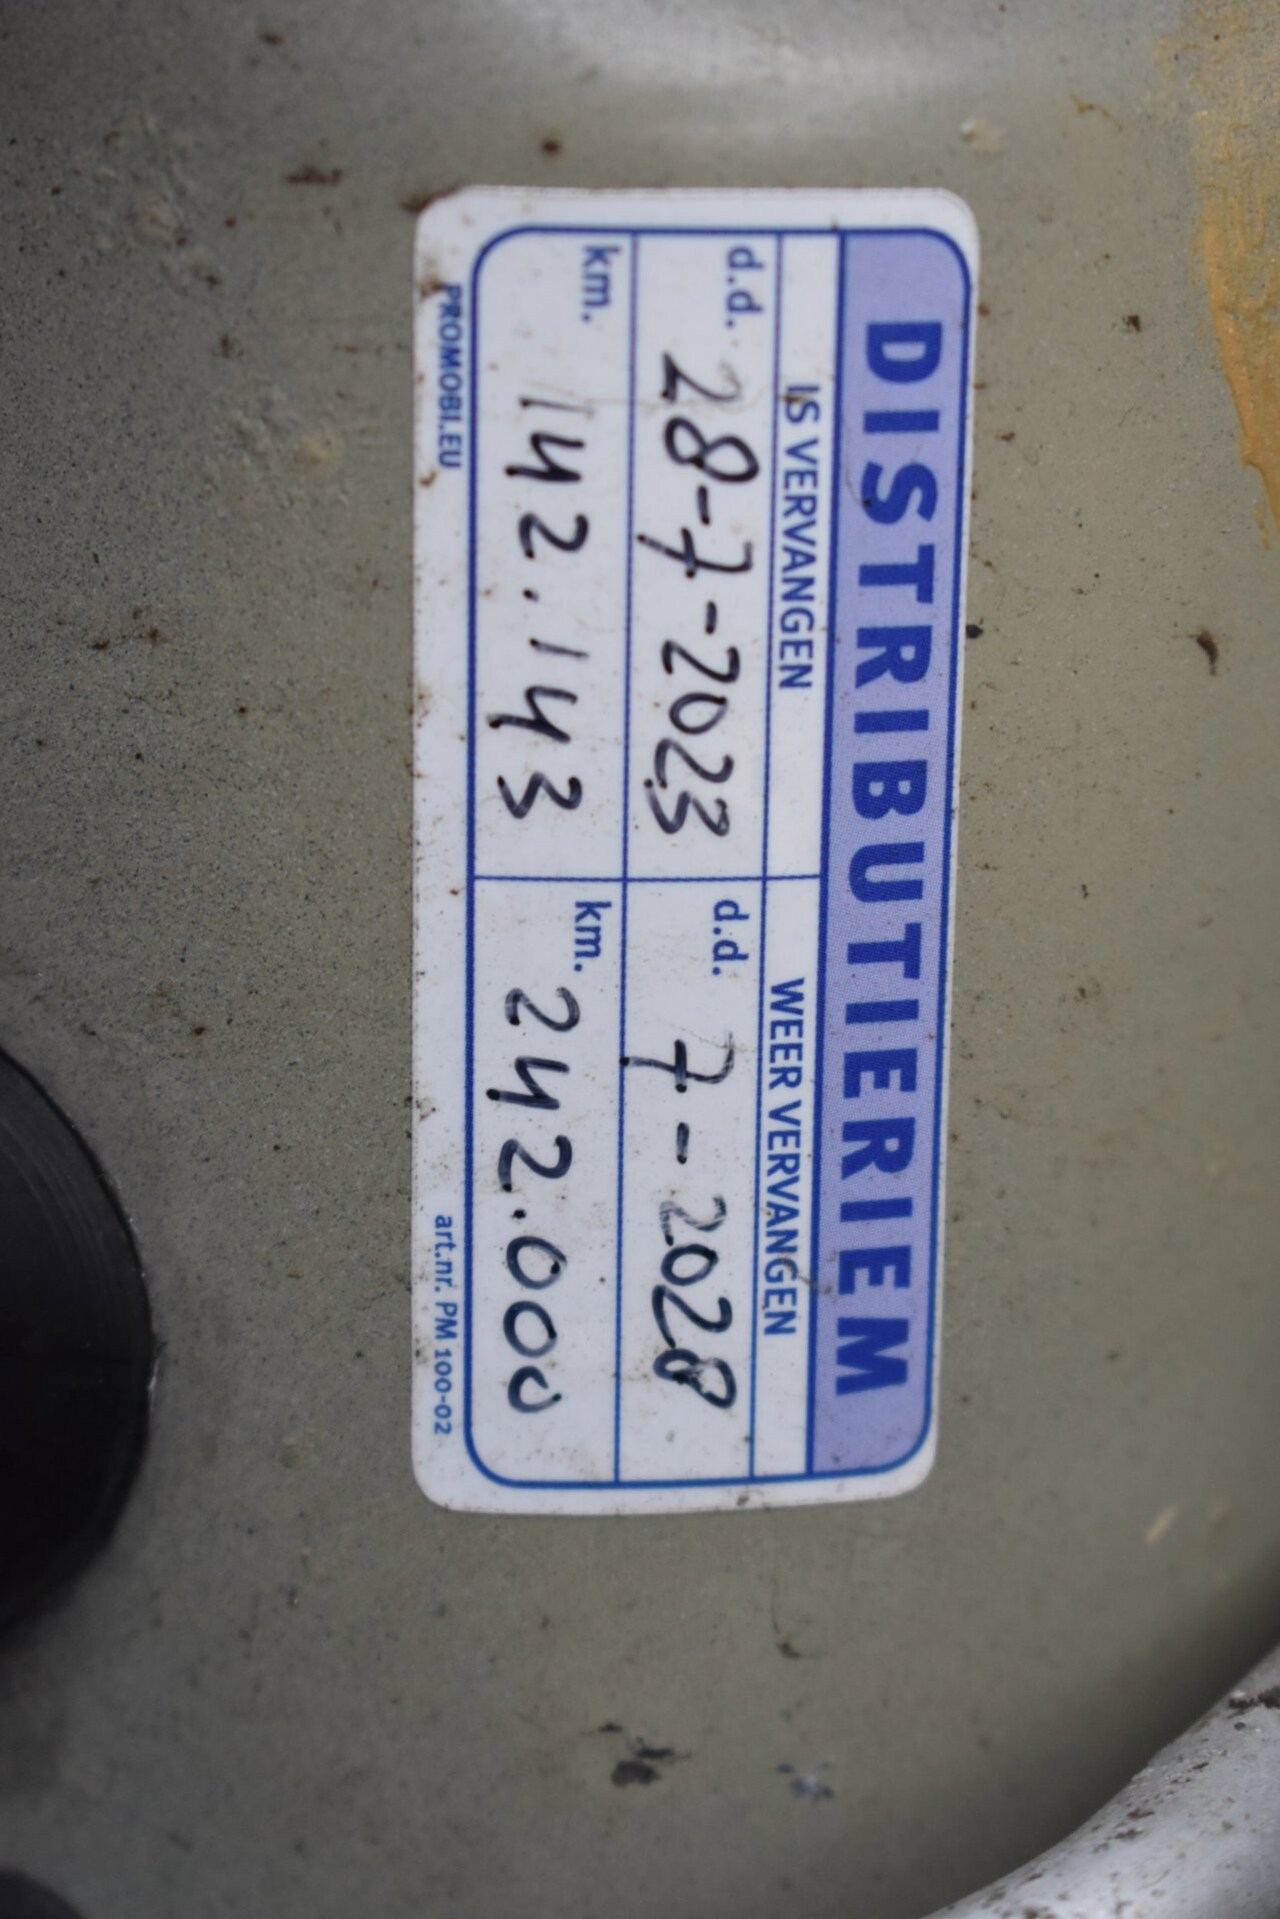 DISTRIBUTIERIEM
IS VERVANGEN
WEER VERVANGEN
d.d. 28-7-2023
d.d. 7-2028
km. 142.143
km. 242.000
PROMOBI.EU
art.nr. PM 100-02